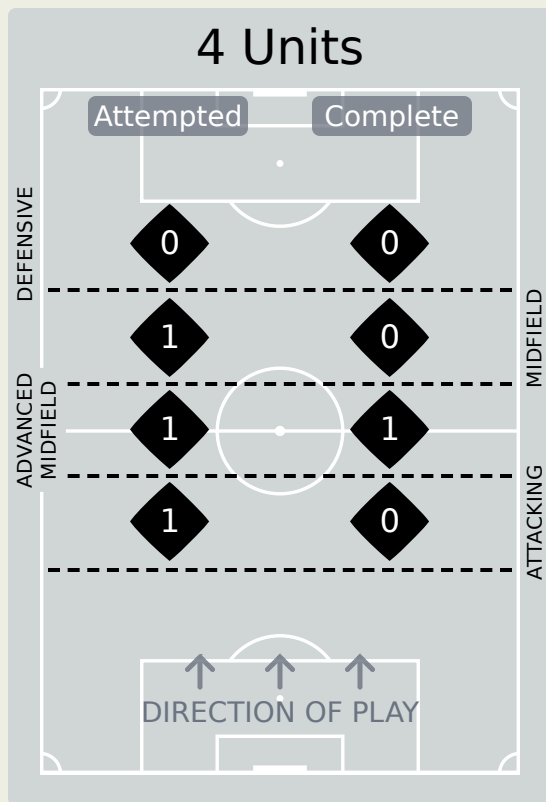 4 Units
Attempted Complete
DEFENSIVE
0 0
MIDFIELD
1 0
ADVANCED
MIDFIELD
1 1
ATTACKING
1 0
DIRECTION OF PLAY